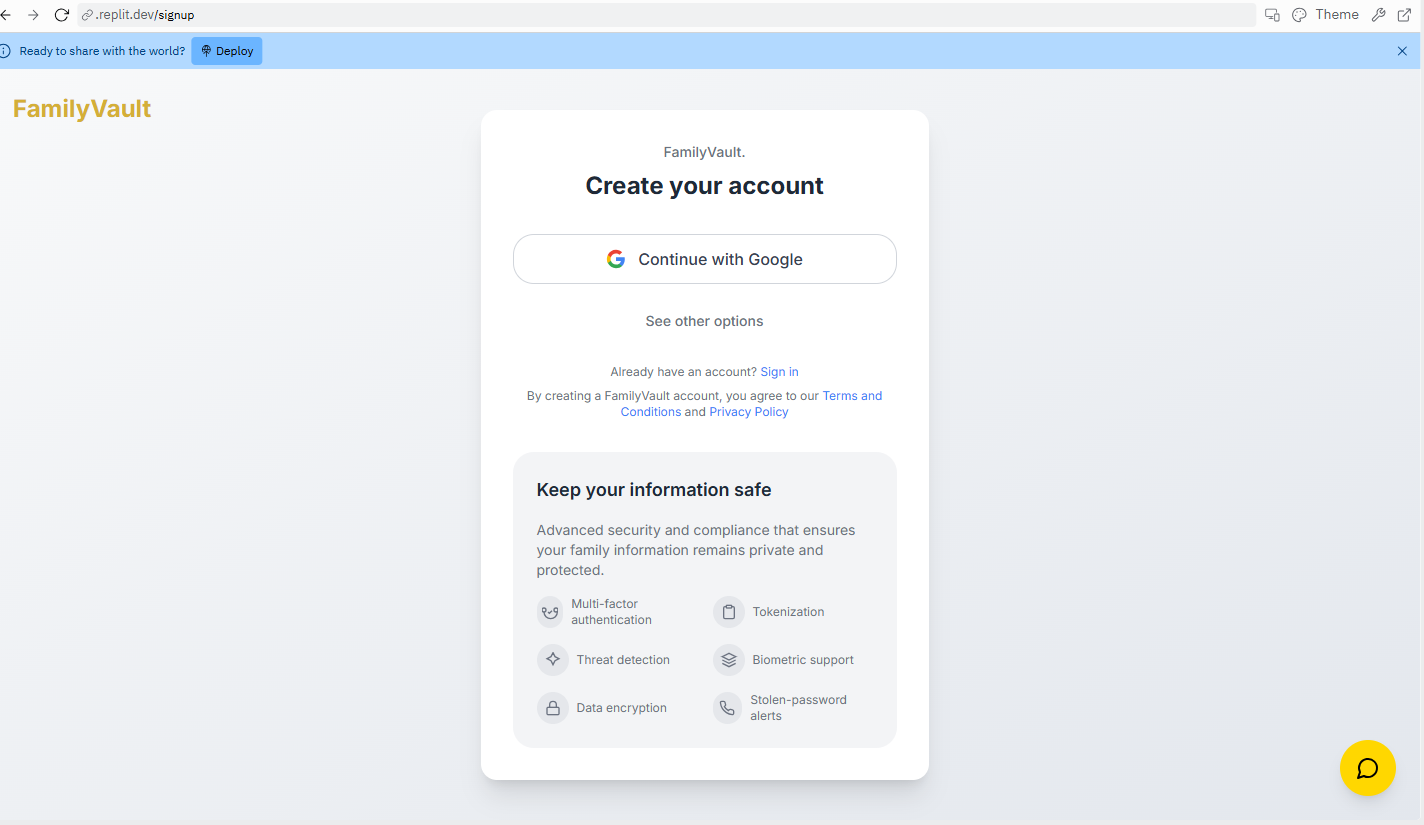 .replit.dev/signup
Theme
Ready to share with the world?
Deploy
FamilyVault
FamilyVault.
Create your account
Continue with Google
See other options
Already have an account? Sign in
By creating a FamilyVault account, you agree to our Terms and
Conditions and Privacy Policy
Keep your information safe
Advanced security and compliance that ensures
your family information remains private and
protected.
Multi-factor
authentication
Tokenization
Threat detection
Biometric support
Data encryption
Stolen-password
alerts